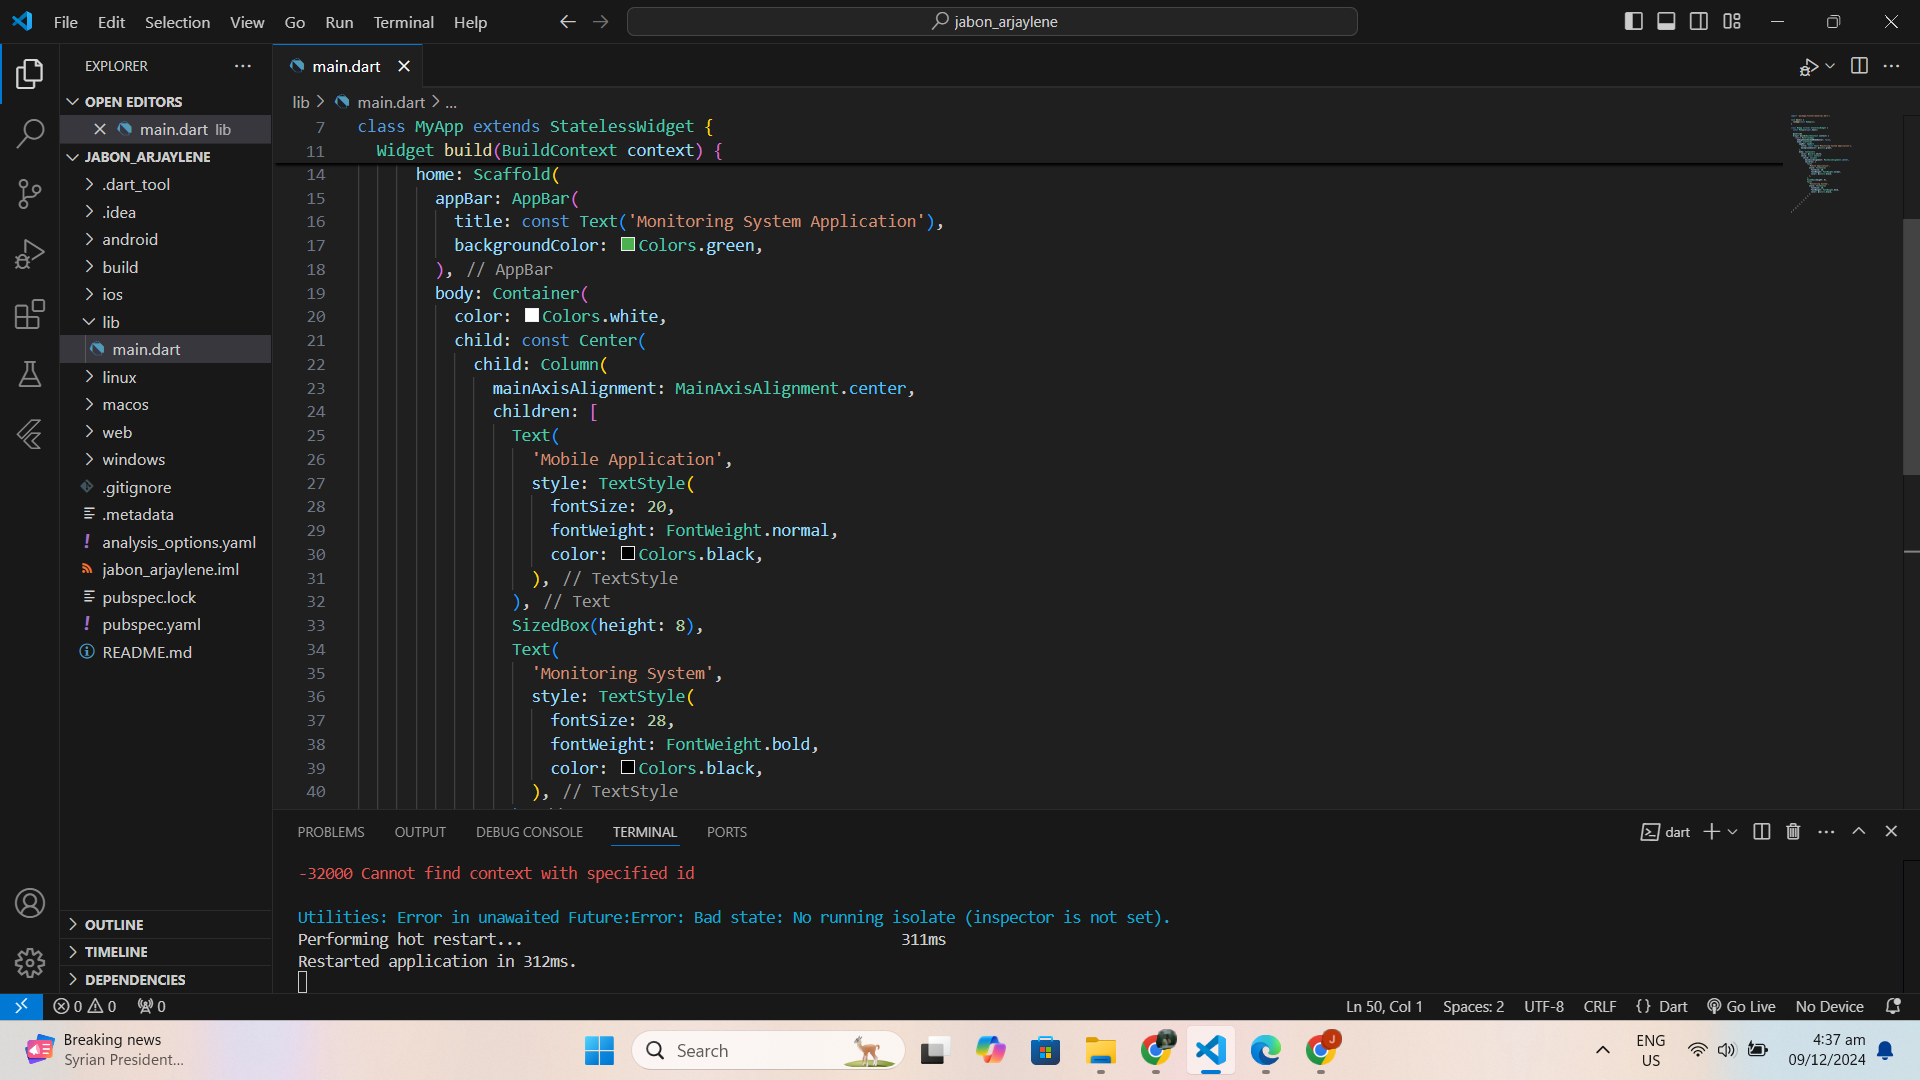 File Edit Selection View Go Run Terminal Help
jabon_arjaylene
EXPLORER
OPEN EDITORS
main.dart lib
JABON_ARJAYLENE
.dart_tool
.idea
android
build
ios
lib
main.dart
linux
macos
web
windows
.gitignore
.metadata
analysis_options.yaml
jabon_arjaylene.iml
pubspec.lock
pubspec.yaml
README.md
OUTLINE
TIMELINE
DEPENDENCIES
main.dart
lib > main.dart > ...
7 class MyApp extends StatelessWidget {
11 Widget build(BuildContext context) {
14 home: Scaffold(
15 appBar: AppBar(
16 title: const Text('Monitoring System Application'),
17 backgroundColor: Colors.green,
18 ), // AppBar
19 body: Container(
20 color: Colors.white,
21 child: const Center(
22 child: Column(
23 mainAxisAlignment: MainAxisAlignment.center,
24 children: [
25 Text(
26 'Mobile Application',
27 style: TextStyle(
28 fontSize: 20,
29 fontWeight: FontWeight.normal,
30 color: Colors.black,
31 ), // TextStyle
32 ), // Text
33 SizedBox(height: 8),
34 Text(
35 'Monitoring System',
36 style: TextStyle(
37 fontSize: 28,
38 fontWeight: FontWeight.bold,
39 color: Colors.black,
40 ), // TextStyle
PROBLEMS OUTPUT DEBUG CONSOLE TERMINAL PORTS
dart
-32000 Cannot find context with specified id
Utilities: Error in unawaited Future:Error: Bad state: No running isolate (inspector is not set).
Performing hot restart... 311ms
Restarted application in 312ms.
0 0 0
Ln 50, Col 1 Spaces: 2 UTF-8 CRLF {} Dart Go Live No Device
Breaking news
Syrian President...
Search
J
ENG
US
4:37 am
09/12/2024